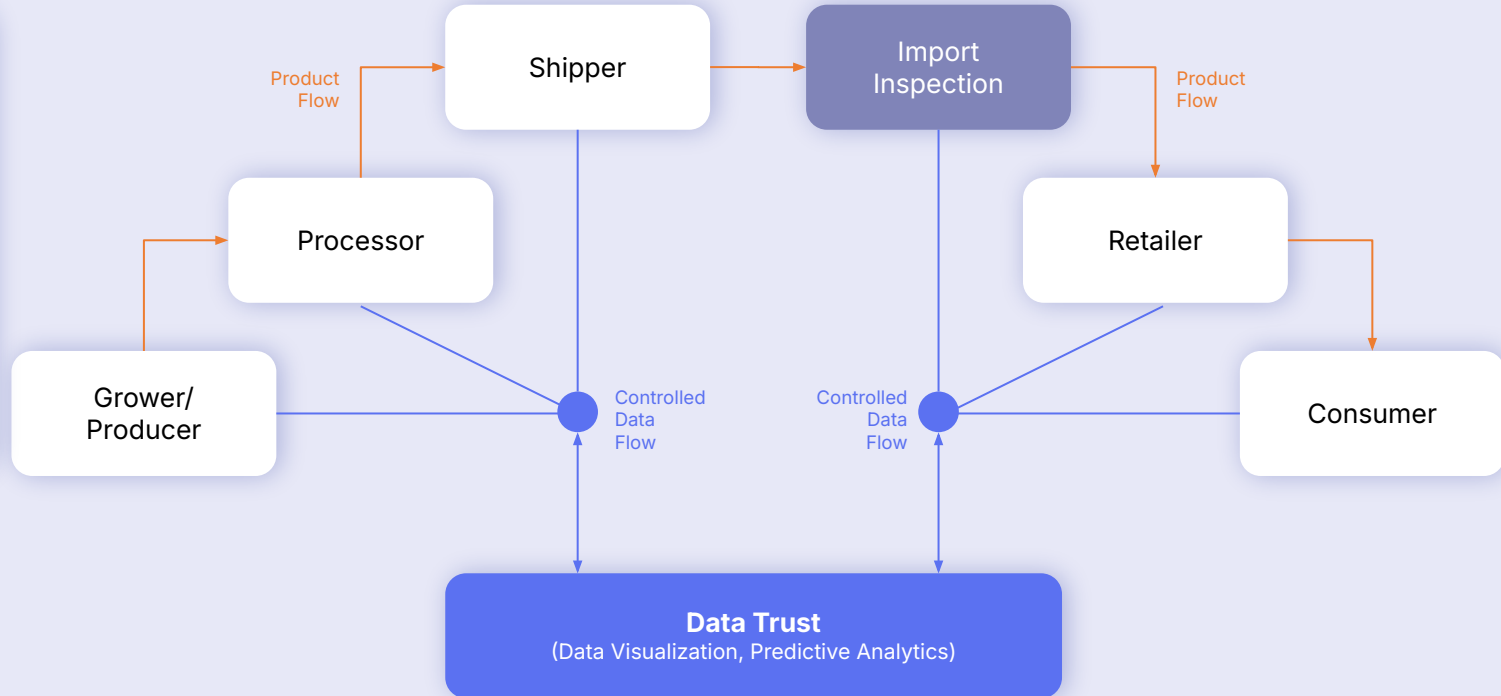 Shipper
Import
Inspection
Product
Flow
Product
Flow
Processor
Retailer
Grower/
Producer
Controlled
Data
Flow
Controlled
Data
Flow
Consumer
Data Trust
(Data Visualization, Predictive Analytics)